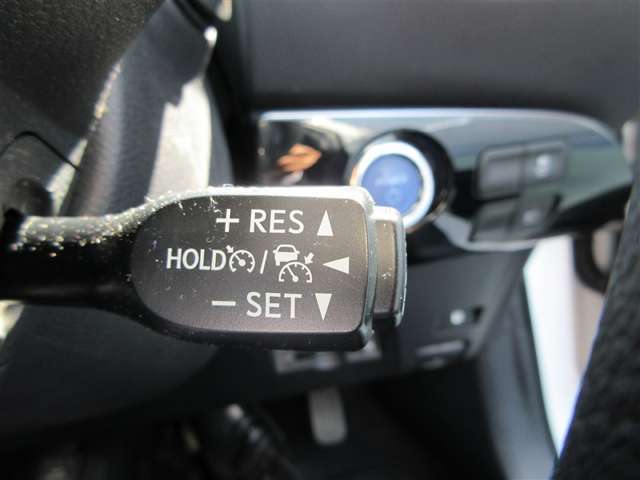 + RES ▲
HOLD / ◀
− SET ▼